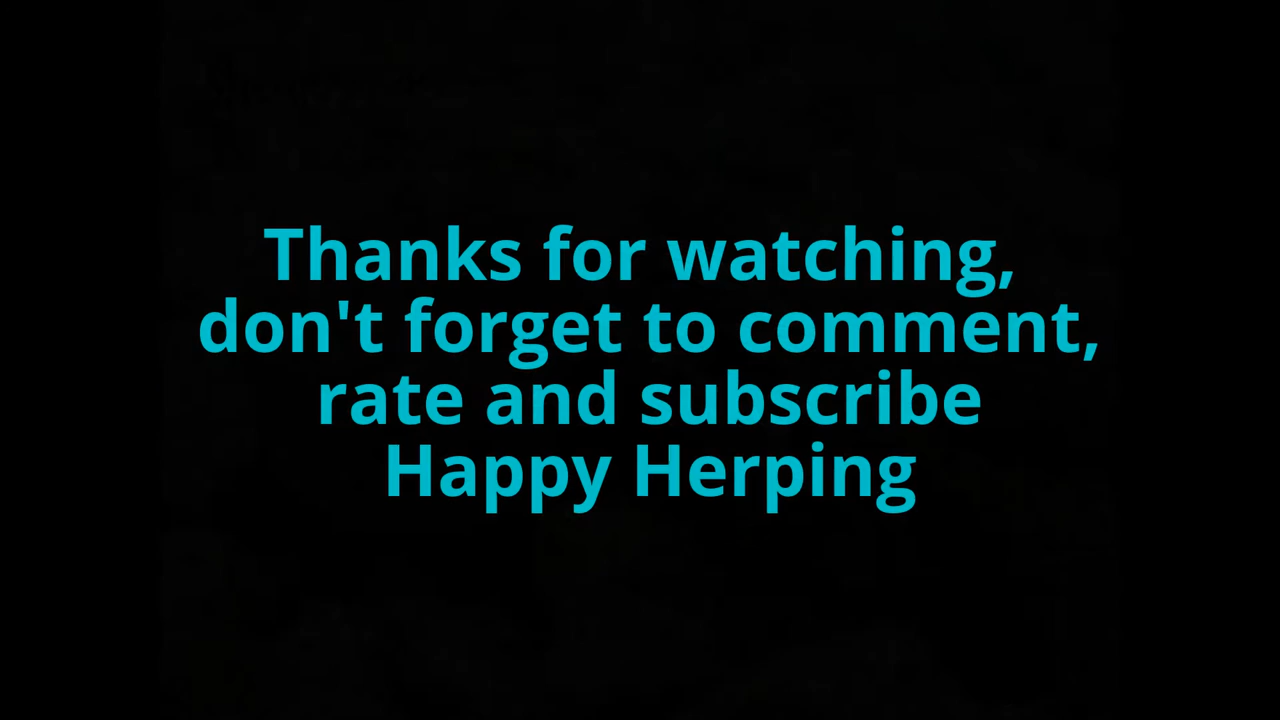 Thanks for watching,
don't forget to comment,
rate and subscribe
Happy Herping